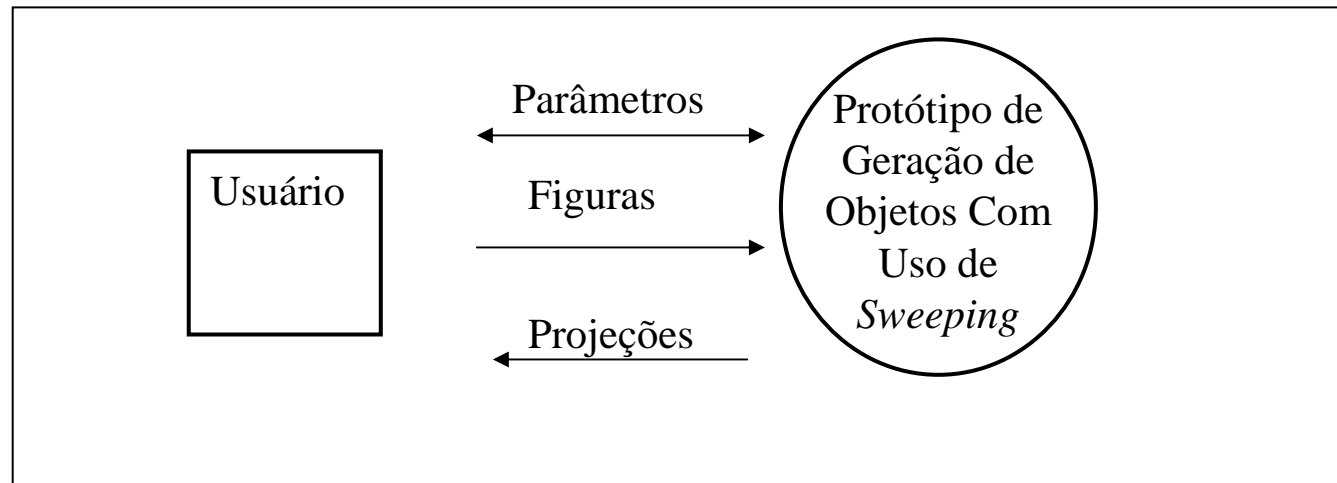 Parâmetros
Usuário
Figuras
Projeções
Protótipo de
Geração de
Objetos Com
Uso de
Sweeping